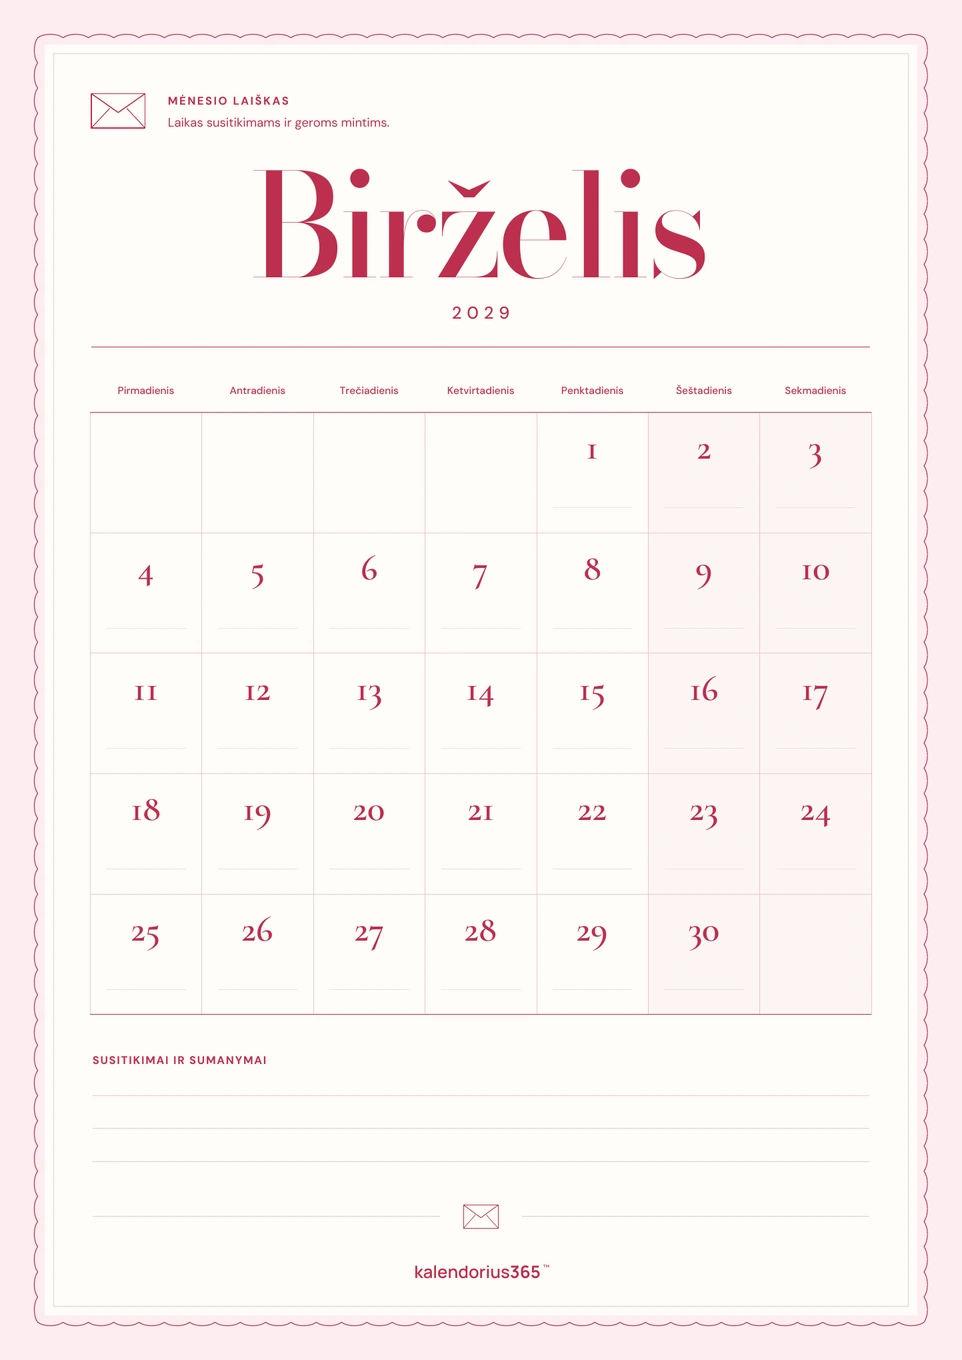 MĖNESIO LAIŠKAS
Laikas susitikimams ir geroms mintims.
Birželis
2029
Pirmadienis Antradienis Trečiadienis Ketvirtadienis Penktadienis Šeštadienis Sekmadienis
1 2 3
4 5 6 7 8 9 10
11 12 13 14 15 16 17
18 19 20 21 22 23 24
25 26 27 28 29 30
SUSITIKIMAI IR SUMANYMAI
kalendorius365™